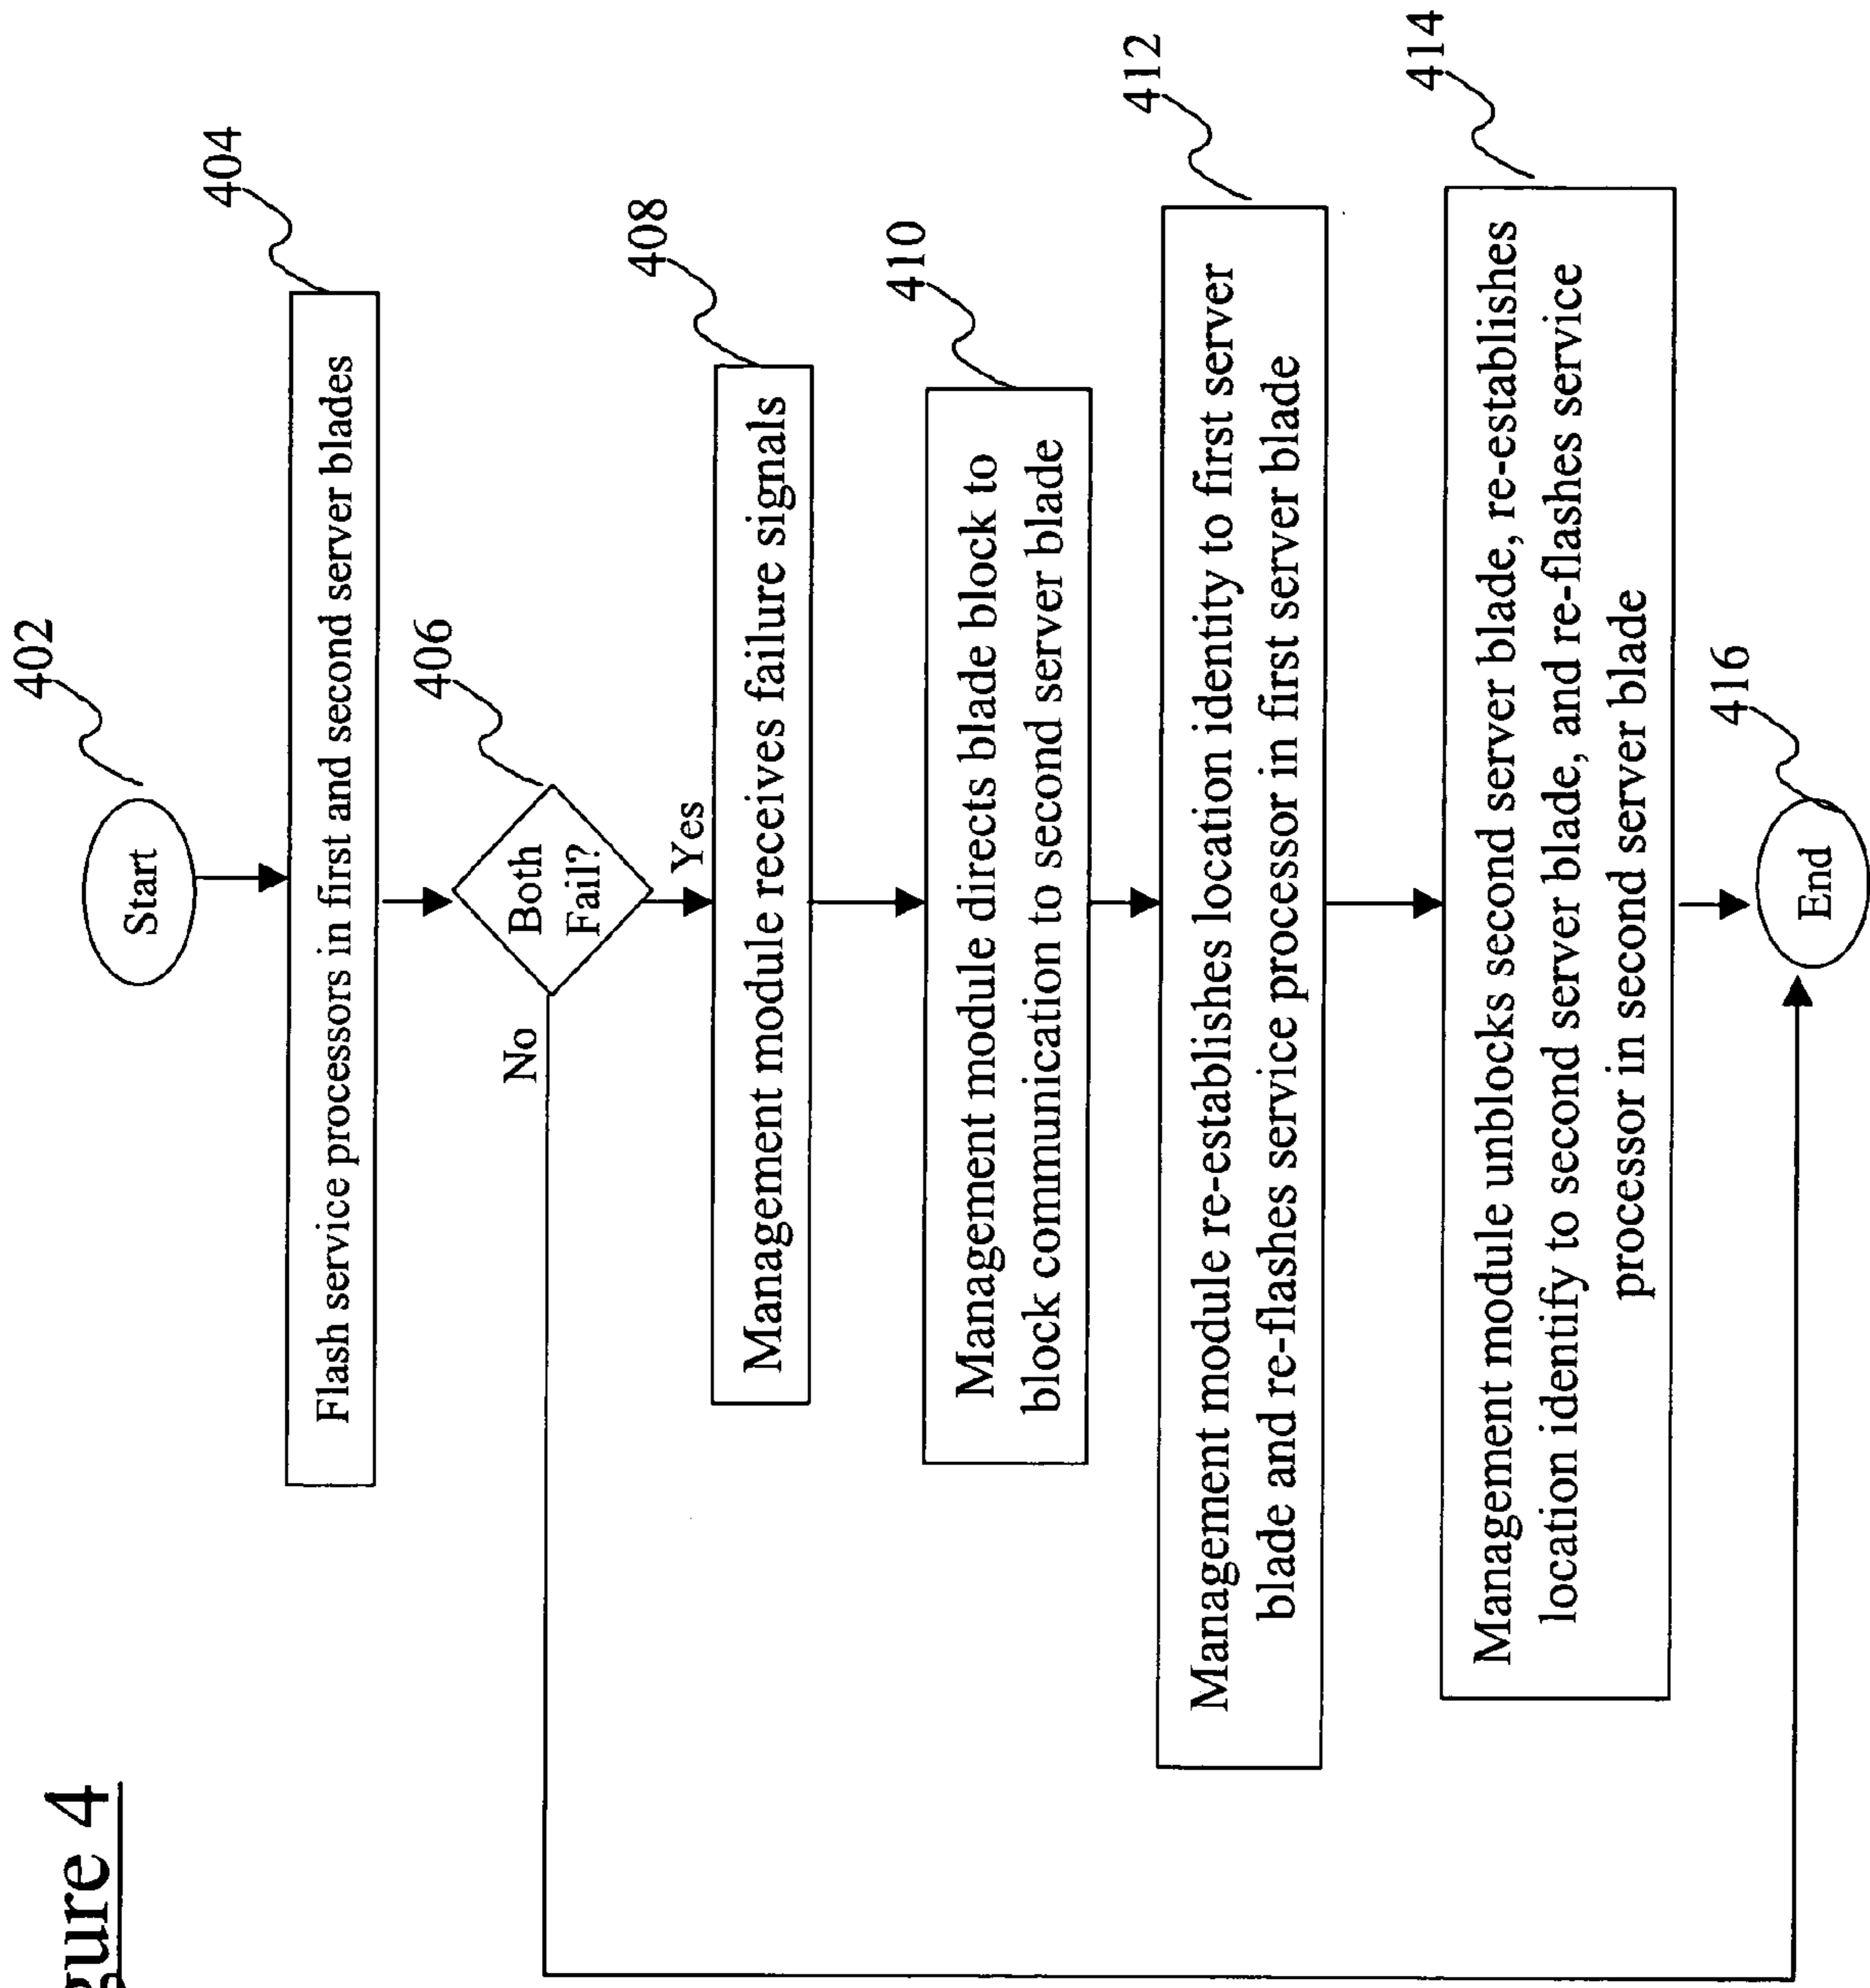 gure 4
402
Start
404
Flash service processors in first and second server blades
406
Both
Fail?
No
Yes
408
Management module receives failure signals
410
Management module directs blade block to
block communication to second server blade
412
Management module re-establishes location identity to first server
blade and re-flashes service processor in first server blade
414
Management module unblocks second server blade, re-establishes
location identify to second server blade, and re-flashes service
processor in second server blade
416
End